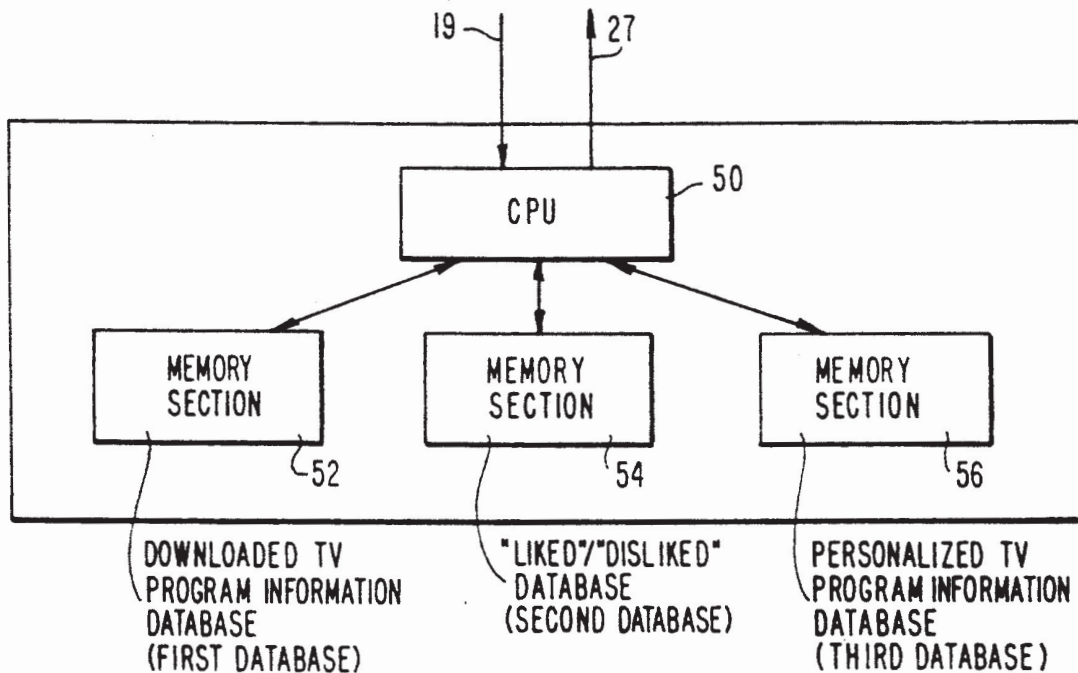 19
27
CPU
50
MEMORY
SECTION
52
MEMORY
SECTION
54
MEMORY
SECTION
56
DOWNLOADED TV
PROGRAM INFORMATION
DATABASE
(FIRST DATABASE)
"LIKED"/"DISLIKED"
DATABASE
(SECOND DATABASE)
PERSONALIZED TV
PROGRAM INFORMATION
DATABASE
(THIRD DATABASE)